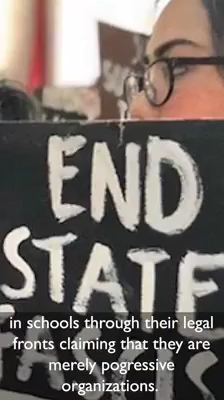 END
STATE
in schools through their legal
fronts claiming that they are
merely pogressive
organizations.